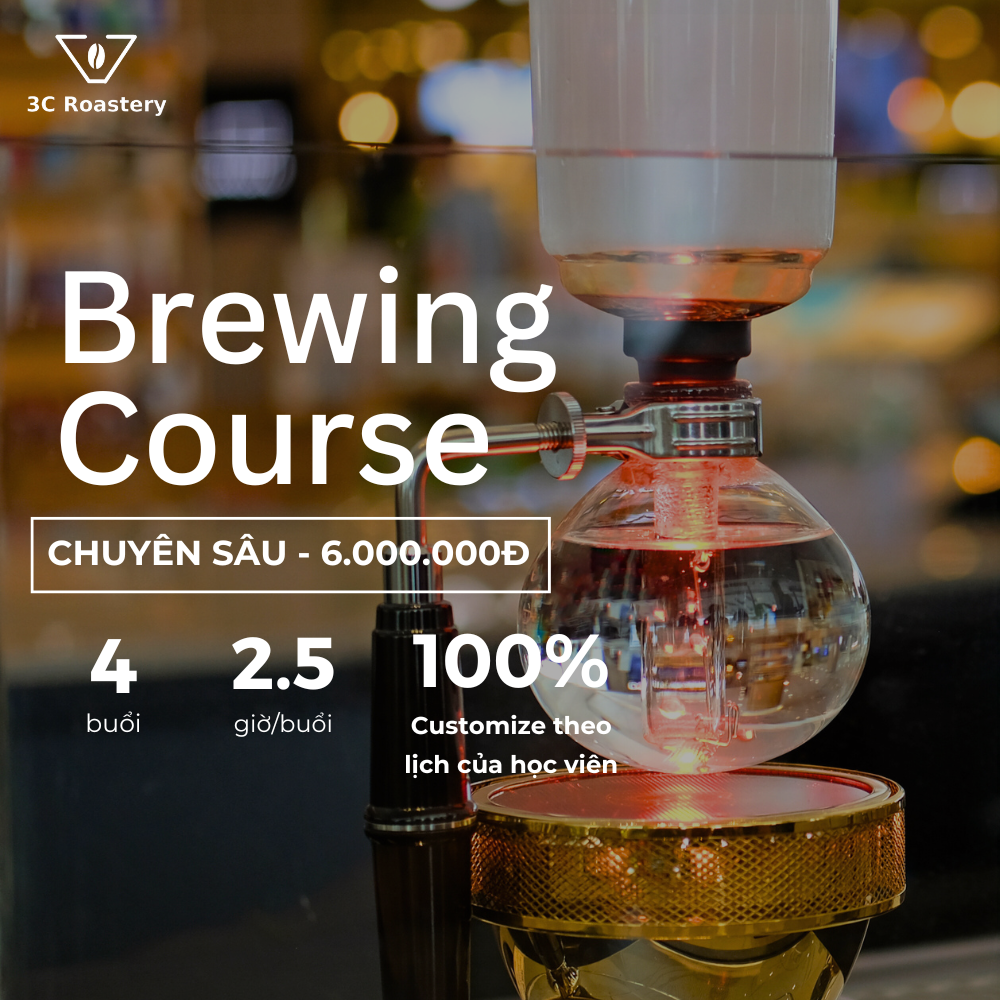 3C Roastery
Brewing
Course
CHUYÊN SÂU - 6.000.000Đ
4
buổi
2.5
giờ/buổi
100%
Customize theo
lịch của học viên